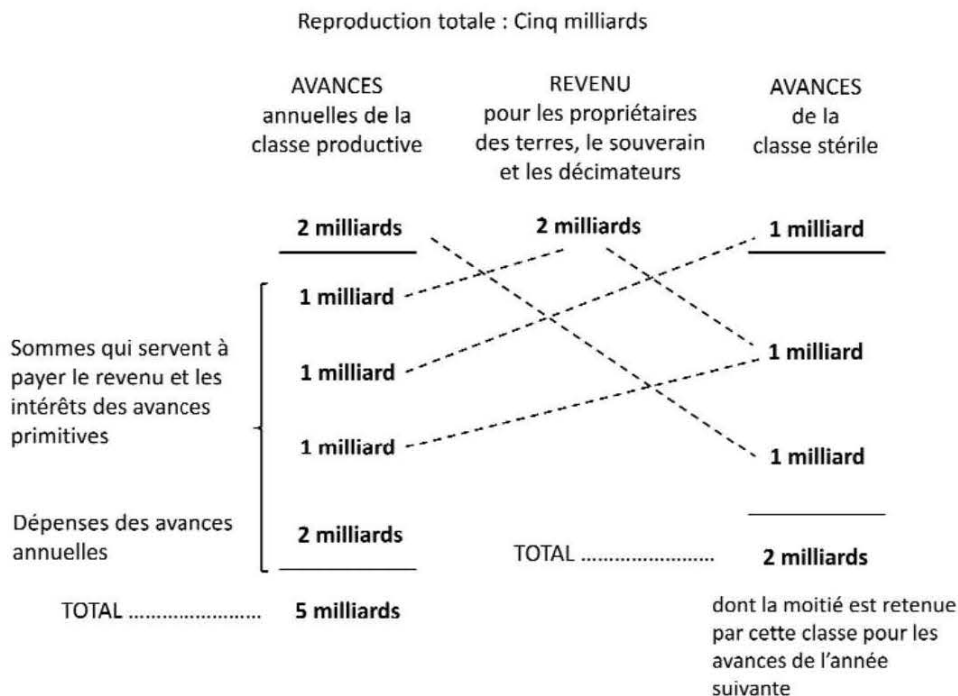 Reproduction totale : Cinq milliards
AVANCES
annuelles de la
classe productive
REVENU
pour les propriétaires
des terres, le souverain
et les décimateurs
AVANCES
de la
classe stérile
2 milliards
2 milliards
1 milliard
1 milliard
Sommes qui servent à
payer le revenu et les
intérêts des avances
primitives
1 milliard
1 milliard
1 milliard
1 milliard
Dépenses des avances
annuelles
2 milliards
TOTAL ......................
2 milliards
TOTAL ......................
5 milliards
dont la moitié est retenue
par cette classe pour les
avances de l'année
suivante